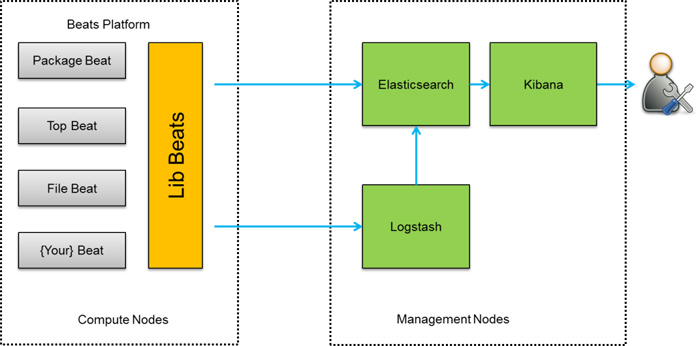 Beats Platform
Package Beat
Top Beat
File Beat
{Your} Beat
Lib Beats
Compute Nodes
Elasticsearch
Kibana
Logstash
Management Nodes